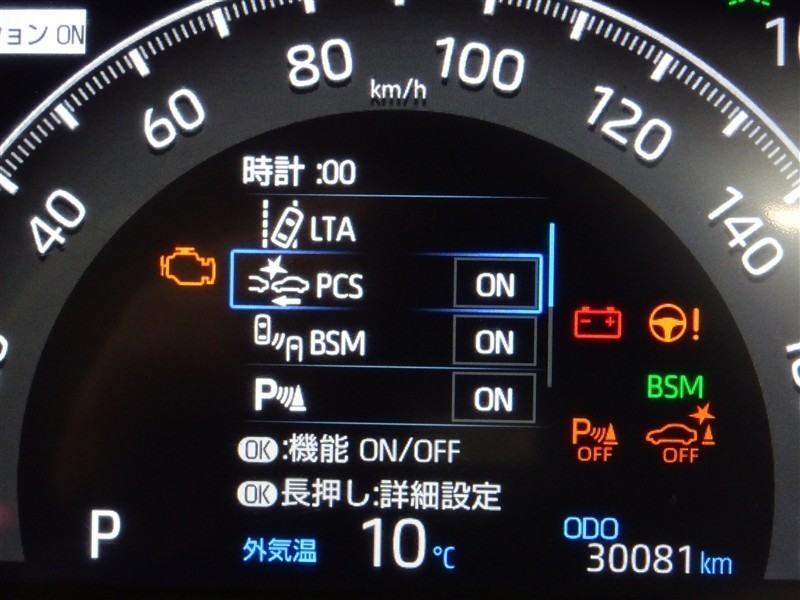 ョン ON
40
60
80
100
120
140
km/h
時計 :00
LTA
PCS ON
BSM ON
P ON
OK:機能 ON/OFF
OK長押し:詳細設定
BSM
P OFF
OFF
P
外気温 10℃
ODO
30081 km